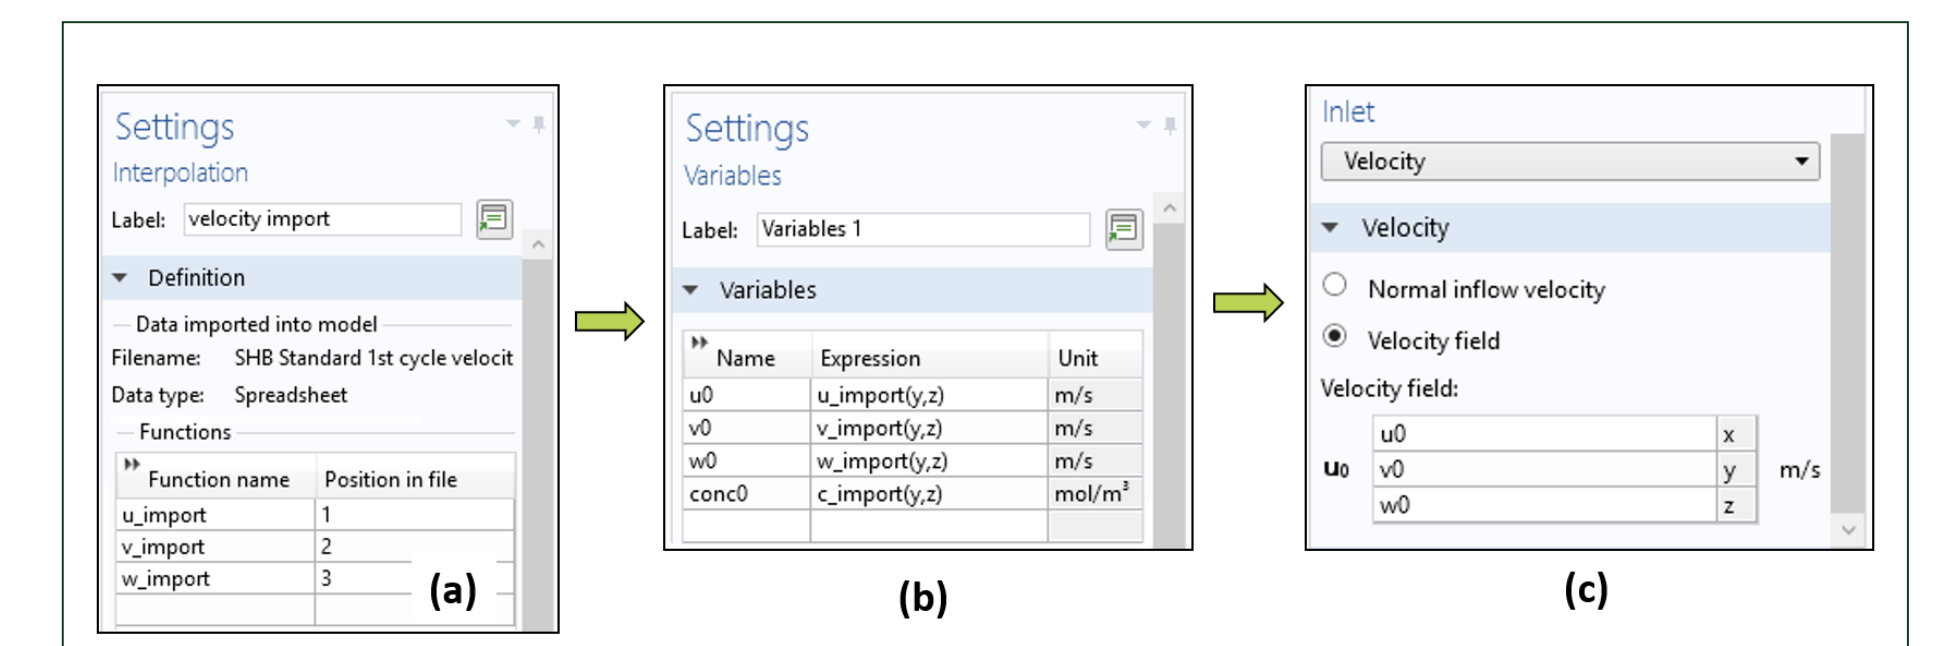 Settings
Interpolation
Label: velocity import
Definition
Data imported into model
Filename: SHB Standard 1st cycle velocit
Data type: Spreadsheet
Functions
Function name Position in file
u_import 1
v_import 2
w_import 3
(a)
Settings
Variables
Label: Variables 1
Variables
Name Expression Unit
u0 u_import(y,z) m/s
v0 v_import(y,z) m/s
w0 w_import(y,z) m/s
conc0 c_import(y,z) mol/m³
(b)
Inlet
Velocity
Velocity
Normal inflow velocity
Velocity field
Velocity field:
u0 x
u₀ v0 y m/s
w0 z
(c)